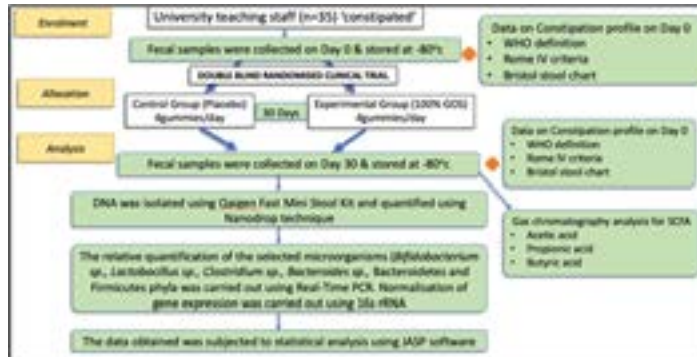 Enrolment
University teaching staff (n=35) 'constipated'
Fecal samples were collected on Day 0 & stored at -80°c
DOUBLE BLIND RANDOMISED CLINICAL TRIAL
Data on Constipation profile on Day 0
• WHO definition
• Rome IV criteria
• Bristol stool chart
Allocation
Control Group (Placebo)
4gummies/day
30 Days
Experimental Group (100% GOS)
4gummies/day
Analysis
Fecal samples were collected on Day 30 & stored at -80°c
Data on Constipation profile on Day 0
• WHO definition
• Rome IV criteria
• Bristol stool chart
DNA was isolated using Qaigen Fast Mini Stool Kit and quantified using
Nanodrop technique
Gas chromatography analysis for SCFA
• Acetic acid
• Propionic acid
• Butyric acid
The relative quantification of the selected microorganisms (Bifidobacterium
sp., Lactobacillus sp., Clostridium sp., Bacteroides sp., Bacteroidetes and
Firmicutes phyla was carried out using Real-Time PCR. Normalisation of
gene expression was carried out using 16s rRNA
The data obtained was subjected to statistical analysis using JASP software